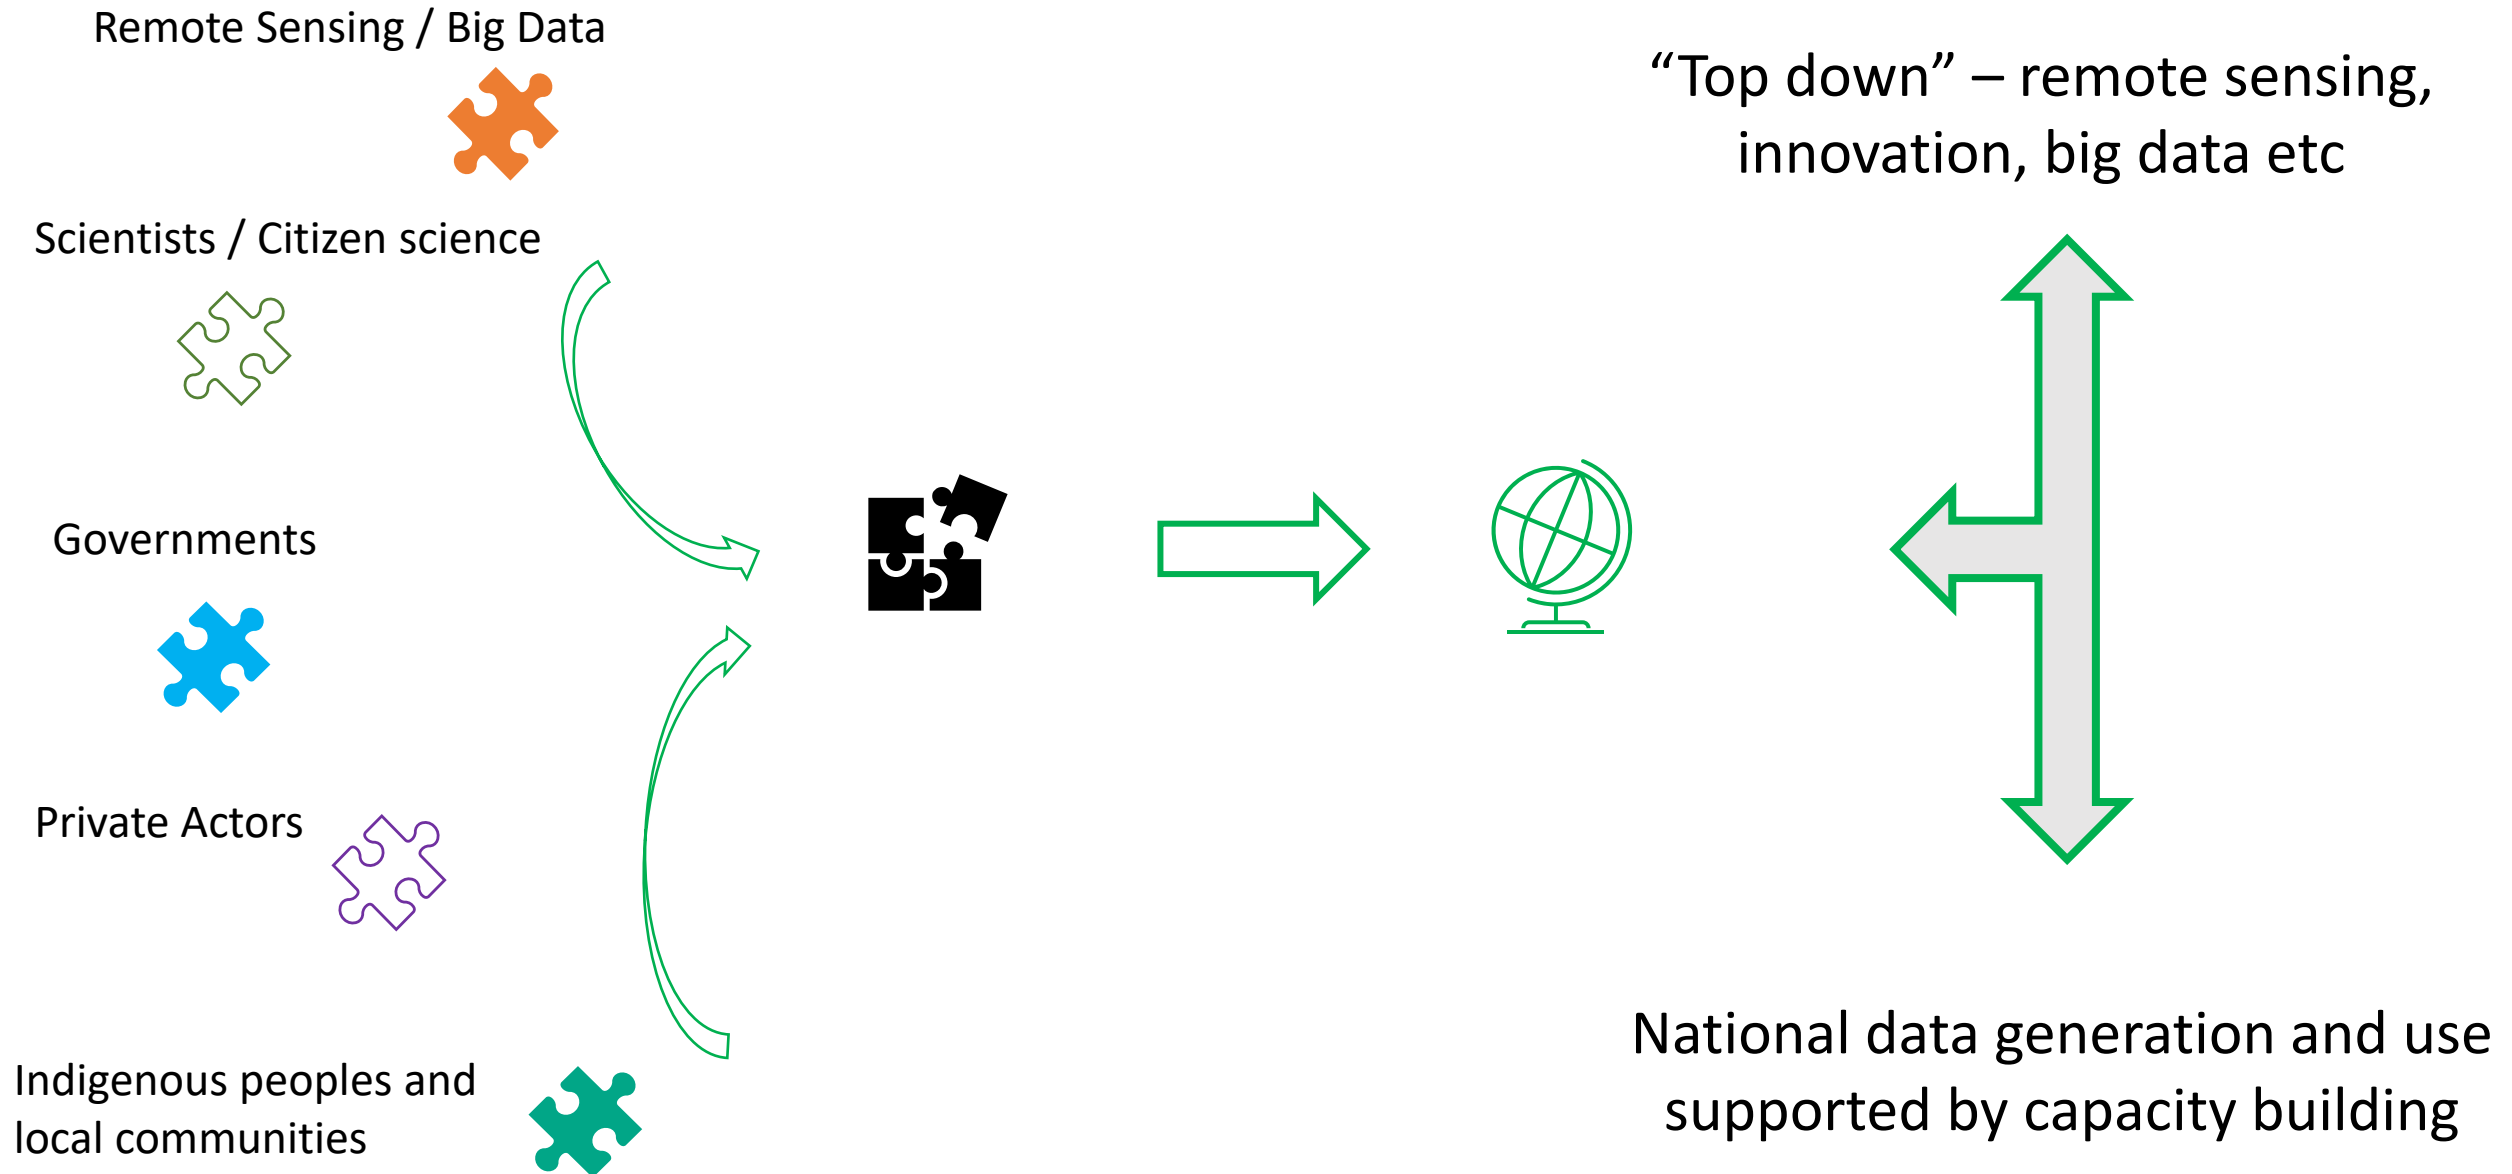 Remote Sensing / Big Data
Scientists / Citizen science
Governments
Private Actors
Indigenous peoples and
local communities
“Top down” – remote sensing,
innovation, big data etc
National data generation and use
supported by capacity building